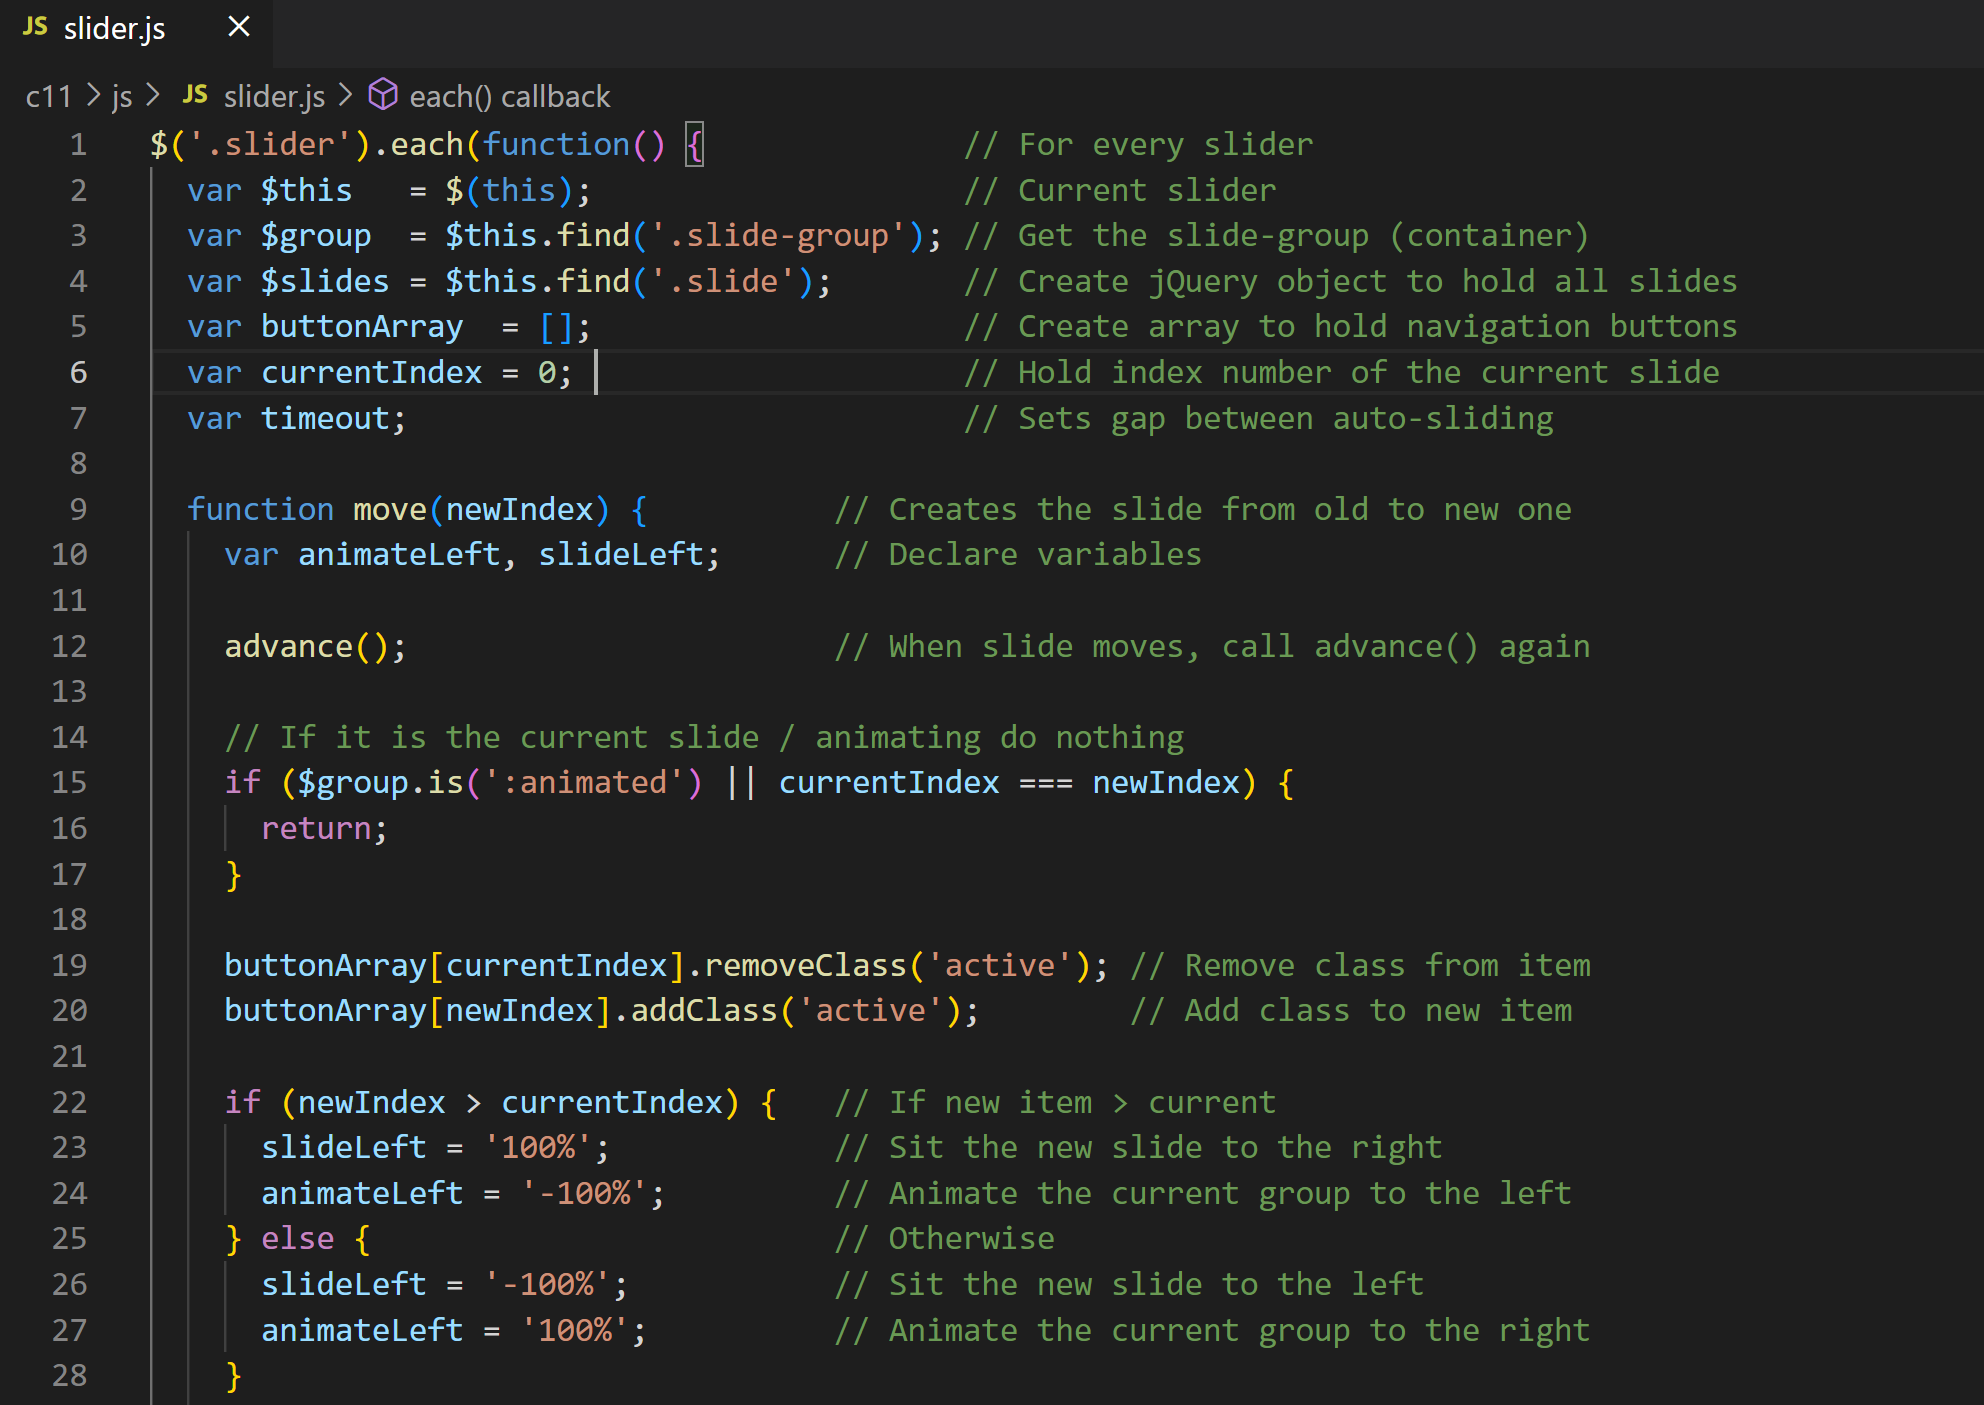 JS slider.js ×
c11 > js > JS slider.js > each() callback
1 $('.slider').each(function() { // For every slider
2 var $this = $(this); // Current slider
3 var $group = $this.find('.slide-group'); // Get the slide-group (container)
4 var $slides = $this.find('.slide'); // Create jQuery object to hold all slides
5 var buttonArray = []; // Create array to hold navigation buttons
6 var currentIndex = 0; // Hold index number of the current slide
7 var timeout; // Sets gap between auto-sliding
8
9 function move(newIndex) { // Creates the slide from old to new one
10 var animateLeft, slideLeft; // Declare variables
11
12 advance(); // When slide moves, call advance() again
13
14 // If it is the current slide / animating do nothing
15 if ($group.is(':animated') || currentIndex === newIndex) {
16 return;
17 }
18
19 buttonArray[currentIndex].removeClass('active'); // Remove class from item
20 buttonArray[newIndex].addClass('active'); // Add class to new item
21
22 if (newIndex > currentIndex) { // If new item > current
23 slideLeft = '100%'; // Sit the new slide to the right
24 animateLeft = '-100%'; // Animate the current group to the left
25 } else { // Otherwise
26 slideLeft = '-100%'; // Sit the new slide to the left
27 animateLeft = '100%'; // Animate the current group to the right
28 }